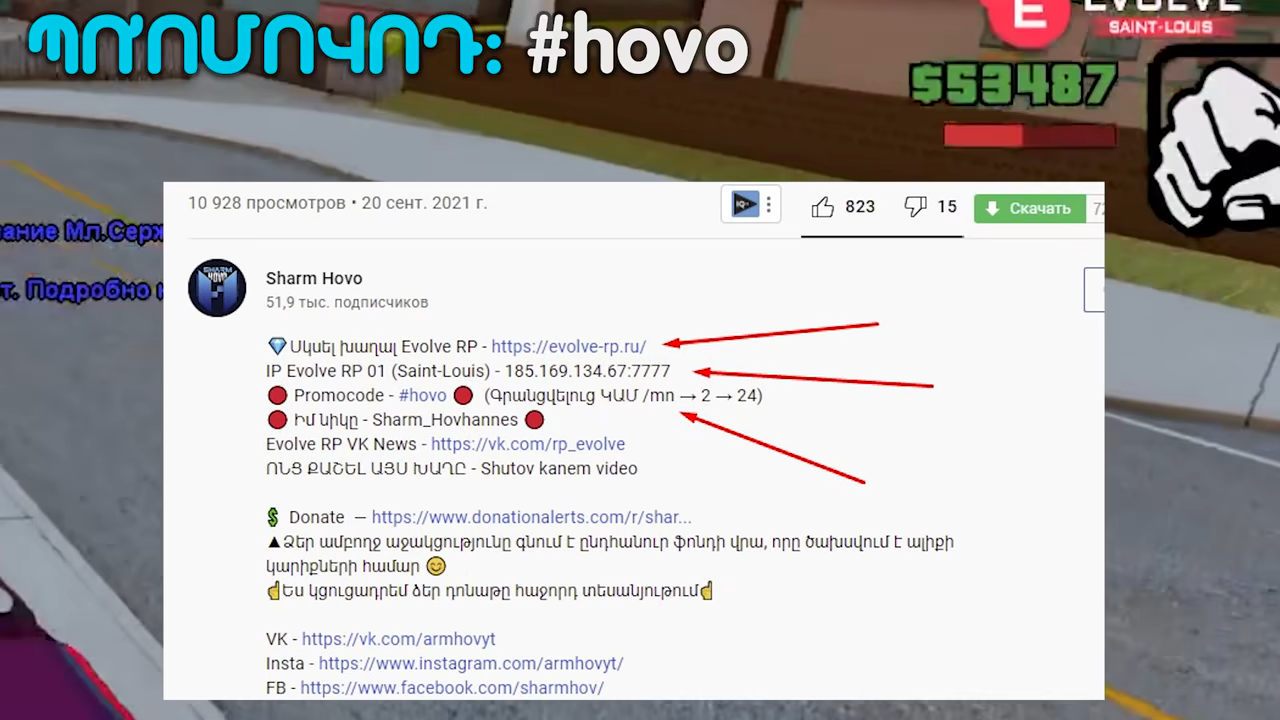 ՊՐՈՄՈԿՈԴ: #hovo
EVOLVE
SAINT-LOUIS
$53487
10 928 просмотров • 20 сент. 2021 г.
823
15
Скачать
Sharm Hovo
51,9 тыс. подписчиков
💎Սկսել խաղալ Evolve RP - https://evolve-rp.ru/
IP Evolve RP 01 (Saint-Louis) - 185.169.134.67:7777
🔴 Promocode - #hovo 🔴 (Գրանցվելուց ԿԱՄ /mn → 2 → 24)
🔴 Իմ նիկը - Sharm_Hovhannes 🔴
Evolve RP VK News - https://vk.com/rp_evolve
ՈՆՑ ՔԱՇԵԼ ԱՅՍ ԽԱՂԸ - Shutov kanem video
💲 Donate — https://www.donationalerts.com/r/shar...
▲Ձեր ամբողջ աջակցությունը գնում է ընդհանուր ֆոնդի վրա, որը ծախսվում է ալիքի
կարիքների համար 😊
☝Ես կցուցադրեմ ձեր դոնաթը հաջորդ տեսանյութում☝
VK - https://vk.com/armhovyt
Insta - https://www.instagram.com/armhovyt/
FB - https://www.facebook.com/sharmhov/